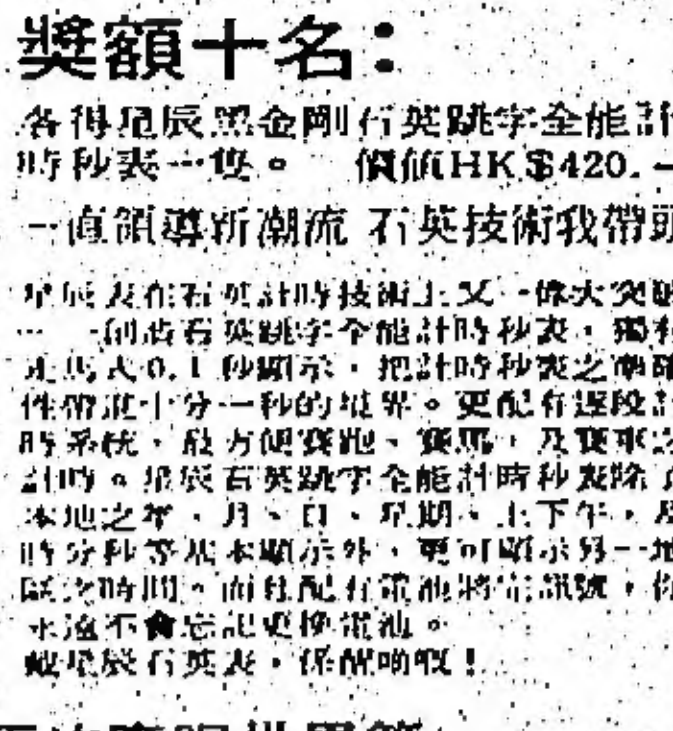 獎額十名：
各得星辰黑金剛石英跳字全能計
時秒表一隻。 價值HK$420.—
一直領導新潮流 石英技術我帶頭
星辰表在石英計時技術上又一偉大突破
一創造石英跳字全能計時秒表，獨有
走馬式0.1秒顯示，把計時秒表之準確
性帶進十分一秒的境界。更配有逐段計
時系統，最方便賽跑、賽馬、及賽車之
計時。星辰石英跳字全能計時秒表除
本地之年、月、日、星期、上下午，及
時分秒等基本顯示外，更可顯示另一地
區之時間。而且配有電池將完訊號，你
永遠不會忘記更換電池。
戴星辰石英表，係醒啲㗎！